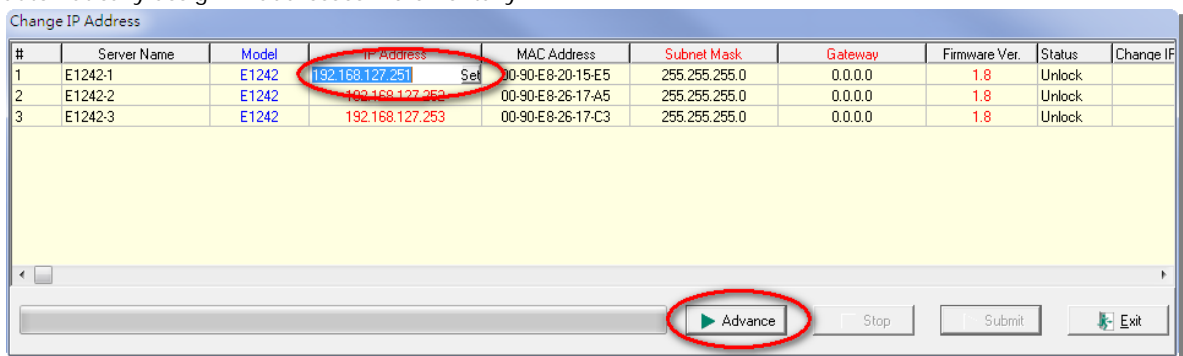 Change IP Address
# Server Name Model IP Address MAC Address Subnet Mask Gateway Firmware Ver. Status Change IP
1 E1242-1 E1242 192.168.127.251 Set 00-90-E8-20-15-E5 255.255.255.0 0.0.0.0 1.8 Unlock
2 E1242-2 E1242 192.168.127.252 00-90-E8-26-17-A5 255.255.255.0 0.0.0.0 1.8 Unlock
3 E1242-3 E1242 192.168.127.253 00-90-E8-26-17-C3 255.255.255.0 0.0.0.0 1.8 Unlock
Advance Stop Submit Exit